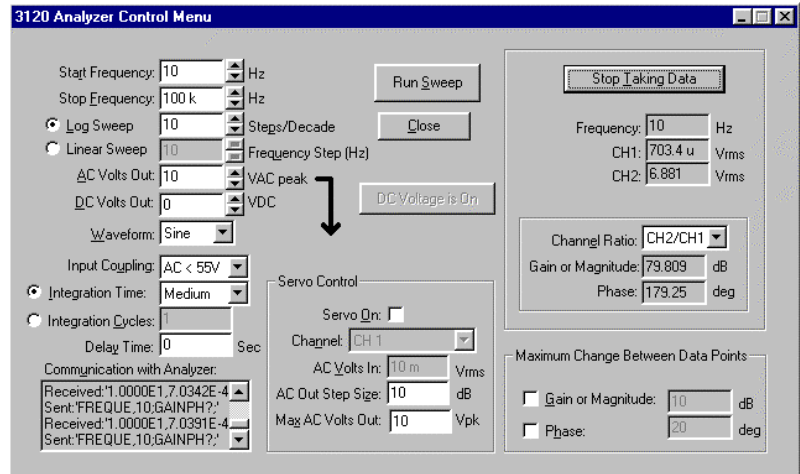 3120 Analyzer Control Menu
Start Frequency: 10 Hz
Stop Frequency: 100 k Hz
Log Sweep 10 Steps/Decade
Linear Sweep 10 Frequency Step (Hz)
AC Volts Out: 10 VAC peak
DC Volts Out: 0 VDC
Waveform: Sine
Input Coupling: AC < 55V
Integration Time: Medium
Integration Cycles: 1
Delay Time: 0 Sec
Communication with Analyzer:
Received:'1.0000E1,7.0342E-4
Sent:'FREQUE,10;GAINPH?;'
Received:'1.0000E1,7.0391E-4
Sent:'FREQUE,10;GAINPH?;'
Run Sweep
Close
DC Voltage is On
Servo Control
Servo On:
Channel: CH 1
AC Volts In: 10 m Vrms
AC Out Step Size: 10 dB
Max AC Volts Out: 10 Vpk
Stop Taking Data
Frequency: 10 Hz
CH1: 703.4 u Vrms
CH2: 6.881 Vrms
Channel Ratio: CH2/CH1
Gain or Magnitude: 79.809 dB
Phase: 179.25 deg
Maximum Change Between Data Points
Gain or Magnitude: 10 dB
Phase: 20 deg